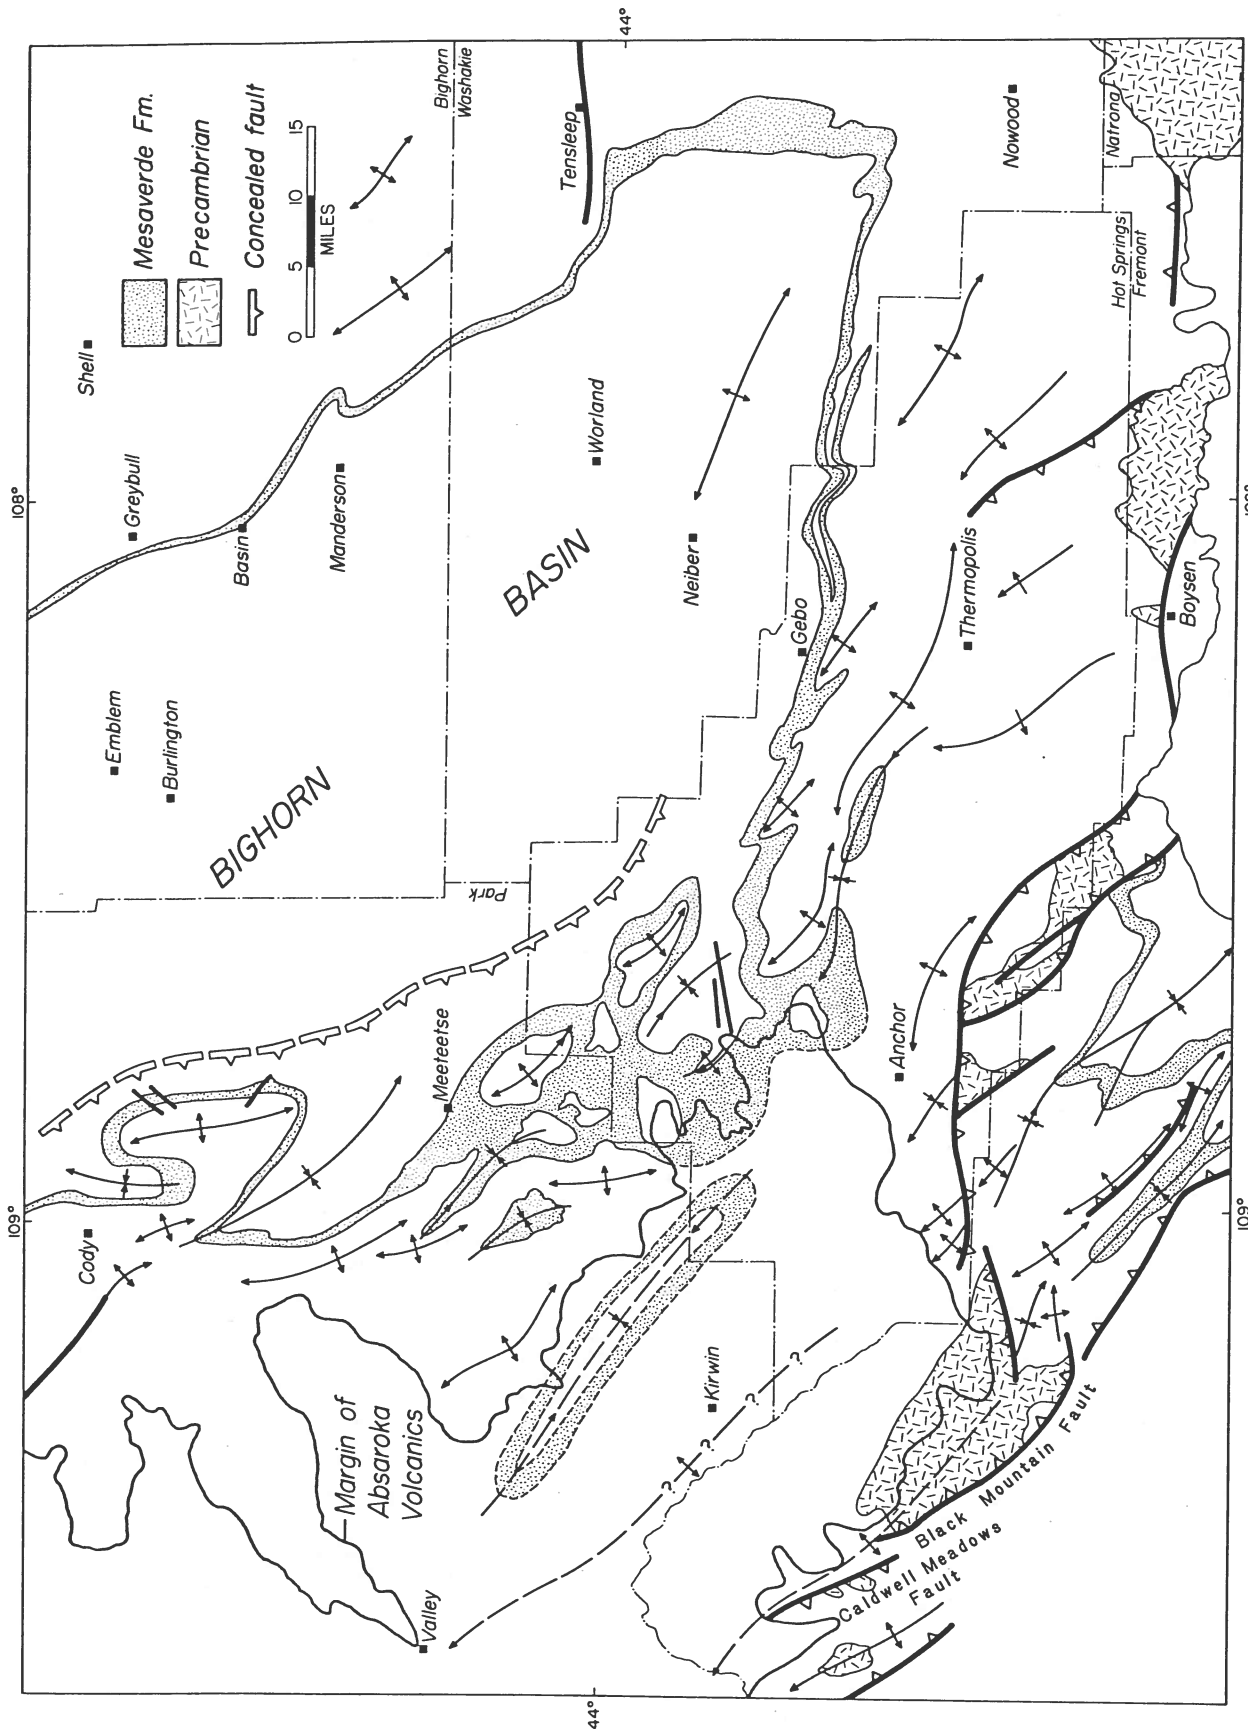 108°
109°
44°
44°
109°
Mesaverde Fm.
Precambrian
Concealed fault
0 5 10 15
MILES
Bighorn
Washakie
Shell
Greybull
Basin
Manderson
Emblem
Burlington
BIGHORN
BASIN
Tensleep
Worland
Neiber
Gebo
Nowood
Natrona
Hot Springs
Fremont
Thermopolis
Boysen
Park
Meeteetse
Anchor
Cody
Kirwin
Valley
Margin of
Absaroka
Volcanics
?
?
?
?
Black Mountain Fault
Caldwell Meadows
Fault